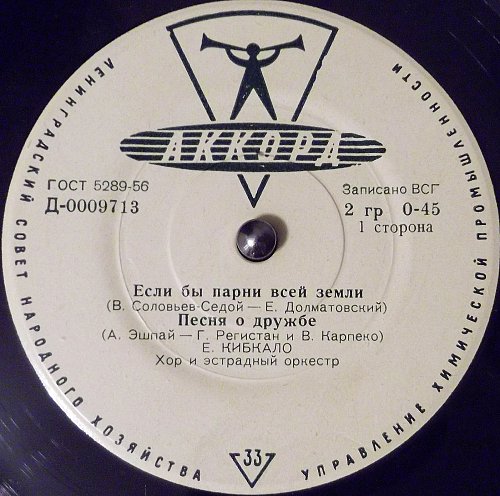 ЛЕНИНГРАДСКИЙ СОВЕТ НАРОДНОГО ХОЗЯЙСТВА
УПРАВЛЕНИЕ ХИМИЧЕСКОЙ ПРОМЫШЛЕННОСТИ
АККОРД
ГОСТ 5289-56
Д-0009713
Записано ВСГ
2 гр 0-45
1 сторона
Если бы парни всей земли
(В. Соловьев-Седой — Е. Долматовский)
Песня о дружбе
(А. Эшпай — Г. Регистан и В. Карпеко)
Е. КИБКАЛО
Хор и эстрадный оркестр
33